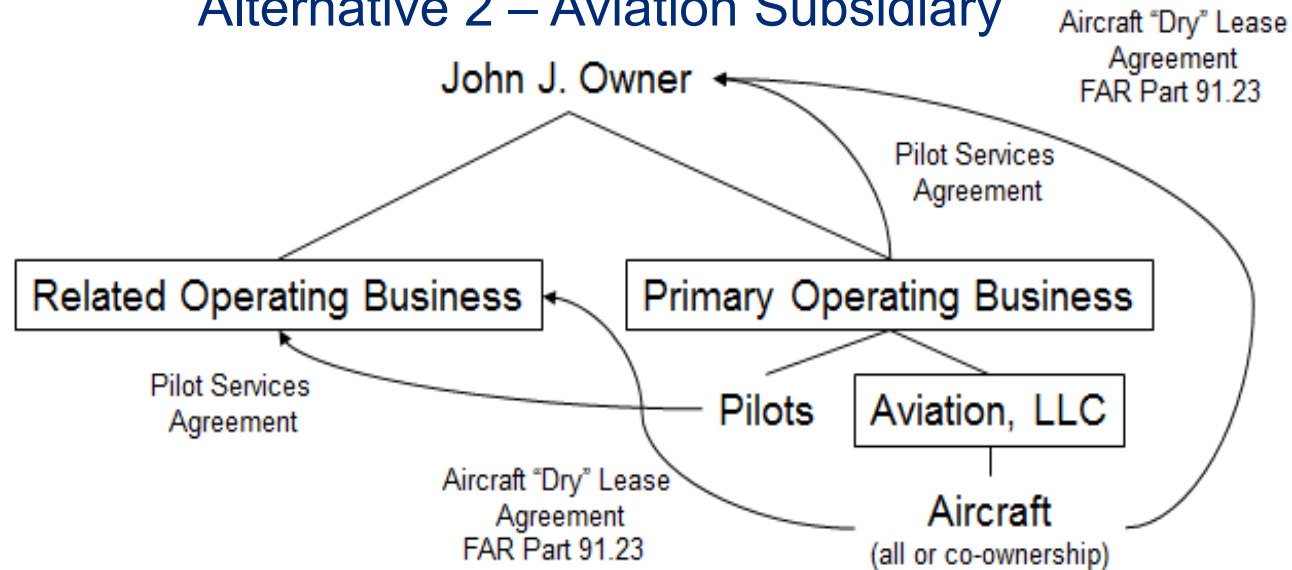 Alternative 2 – Aviation Subsidiary
Aircraft “Dry” Lease
Agreement
FAR Part 91.23
John J. Owner
Pilot Services
Agreement
Related Operating Business
Primary Operating Business
Pilot Services
Agreement
Pilots
Aviation, LLC
Aircraft “Dry” Lease
Agreement
FAR Part 91.23
Aircraft
(all or co-ownership)